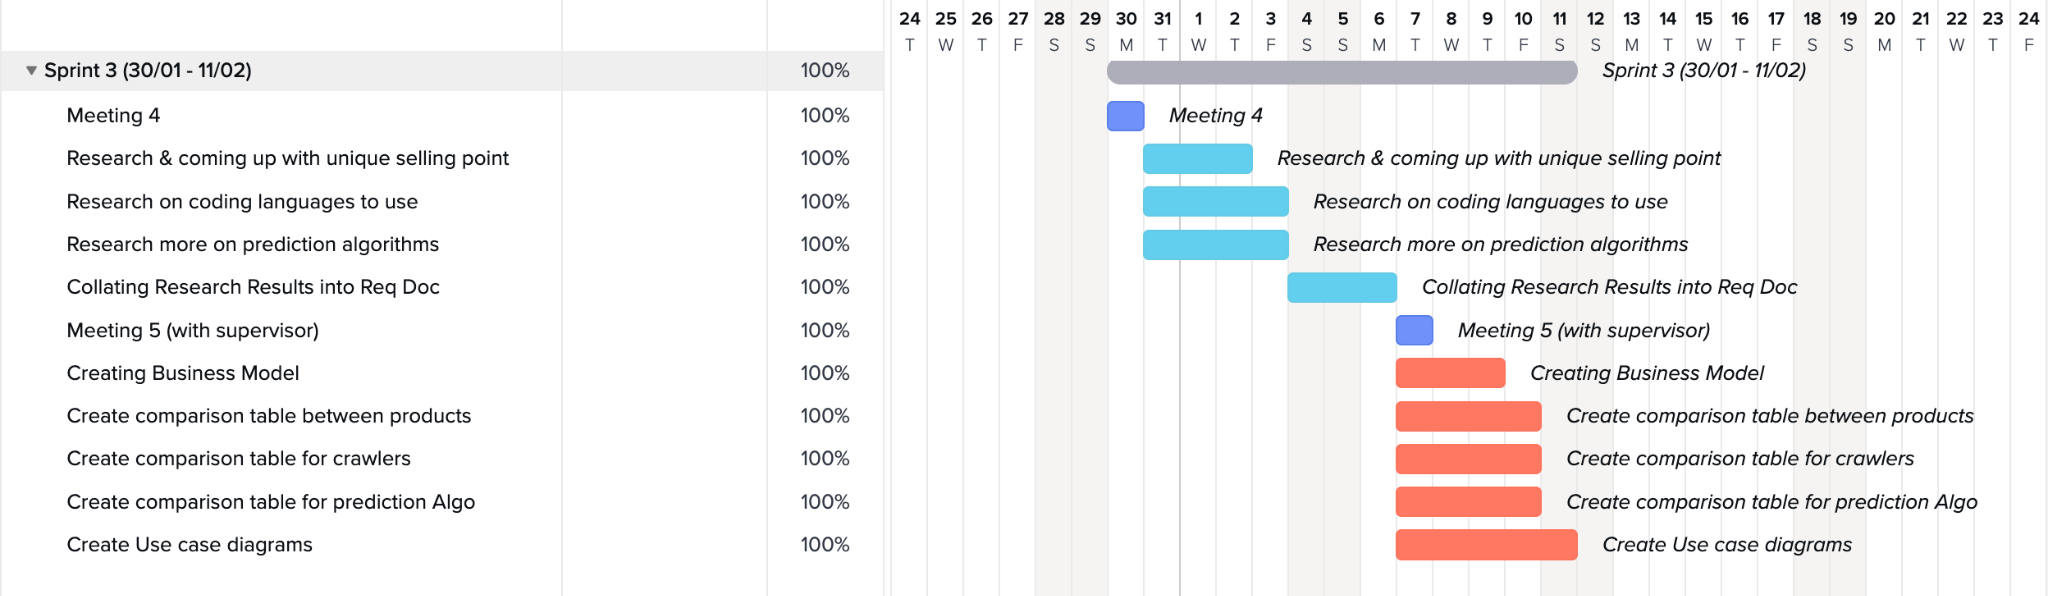 24 25 26 27 28 29 30 31 1 2 3 4 5 6 7 8 9 10 11 12 13 14 15 16 17 18 19 20 21 22 23 24
T W T F S S M T W T F S S M T W T F S S M T W T F S S M T W T F
Sprint 3 (30/01 - 11/02) 100% Sprint 3 (30/01 - 11/02)
Meeting 4 100% Meeting 4
Research & coming up with unique selling point 100% Research & coming up with unique selling point
Research on coding languages to use 100% Research on coding languages to use
Research more on prediction algorithms 100% Research more on prediction algorithms
Collating Research Results into Req Doc 100% Collating Research Results into Req Doc
Meeting 5 (with supervisor) 100% Meeting 5 (with supervisor)
Creating Business Model 100% Creating Business Model
Create comparison table between products 100% Create comparison table between products
Create comparison table for crawlers 100% Create comparison table for crawlers
Create comparison table for prediction Algo 100% Create comparison table for prediction Algo
Create Use case diagrams 100% Create Use case diagrams